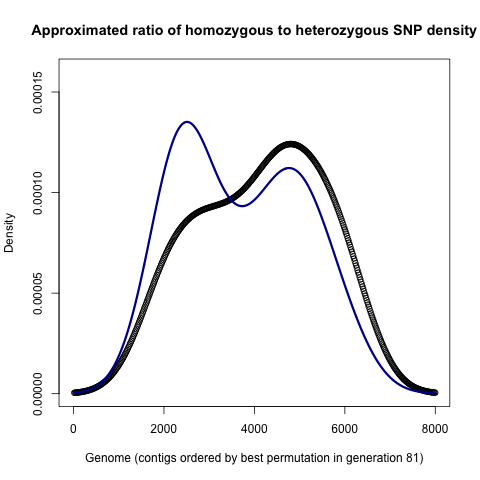 Approximated ratio of homozygous to heterozygous SNP density
0.00015
0.00010
0.00005
0.00000
Density
0 2000 4000 6000 8000
Genome (contigs ordered by best permutation in generation 81)